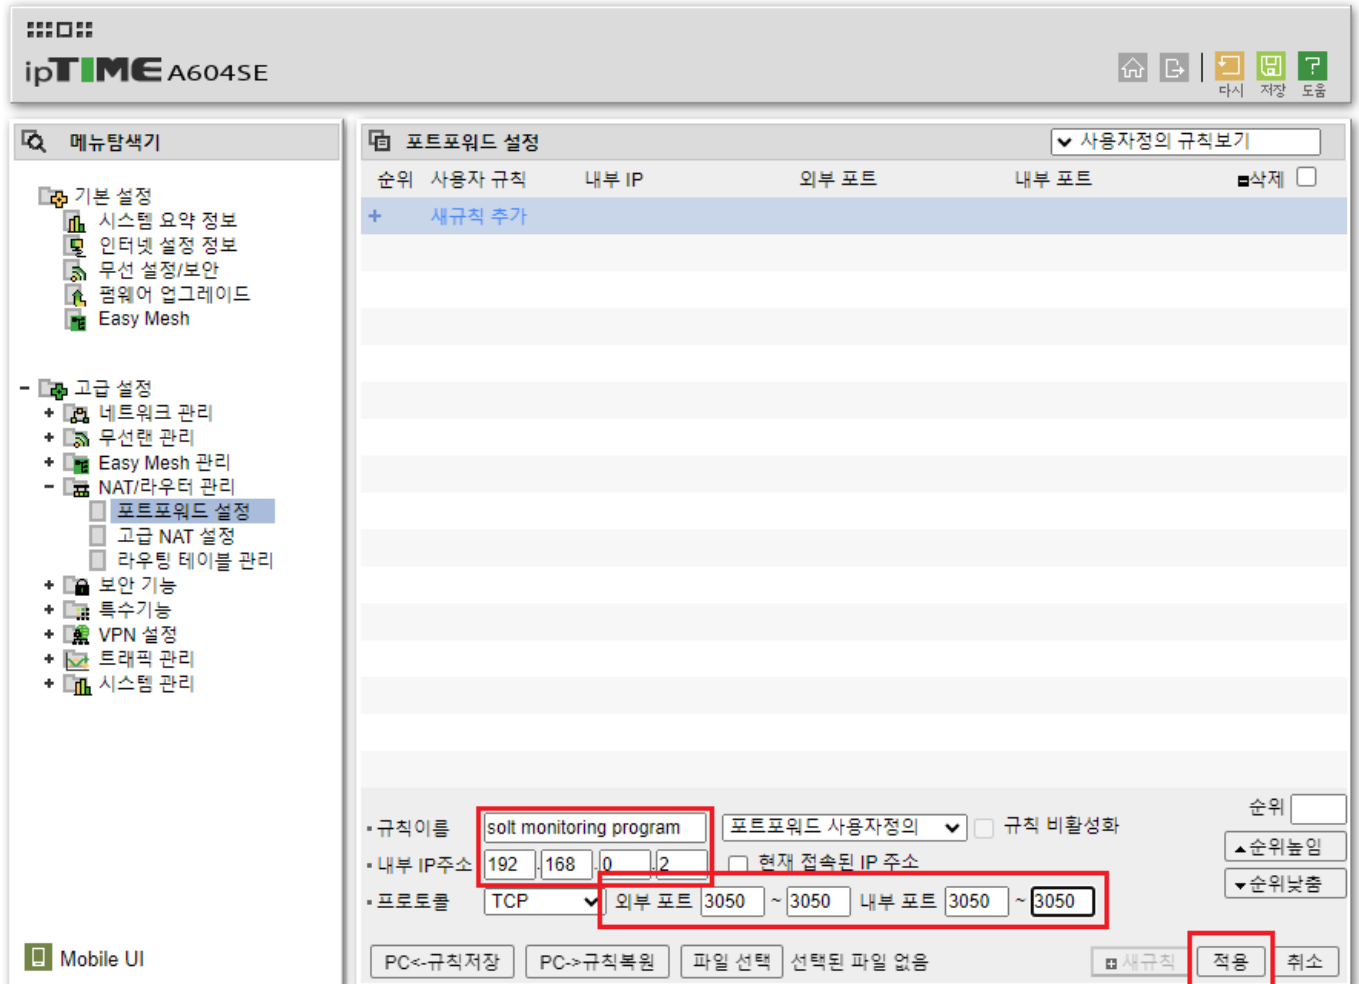 ipTIME A604SE
다시 저장 도움
메뉴탐색기
기본 설정
시스템 요약 정보
인터넷 설정 정보
무선 설정/보안
펌웨어 업그레이드
Easy Mesh
고급 설정
네트워크 관리
무선랜 관리
Easy Mesh 관리
NAT/라우터 관리
포트포워드 설정
고급 NAT 설정
라우팅 테이블 관리
보안 기능
특수기능
VPN 설정
트래픽 관리
시스템 관리
Mobile UI
포트포워드 설정 사용자정의 규칙보기
순위 사용자 규칙 내부 IP 외부 포트 내부 포트 삭제
+ 새규칙 추가
순위
규칙이름 solt monitoring program 포트포워드 사용자정의 규칙 비활성화
▲순위높임
내부 IP주소 192 . 168 . 0 . 2 현재 접속된 IP 주소
▼순위낮춤
프로토콜 TCP 외부 포트 3050 ~ 3050 내부 포트 3050 ~ 3050
PC<-규칙저장 PC->규칙복원 파일 선택 선택된 파일 없음 새규칙 적용 취소